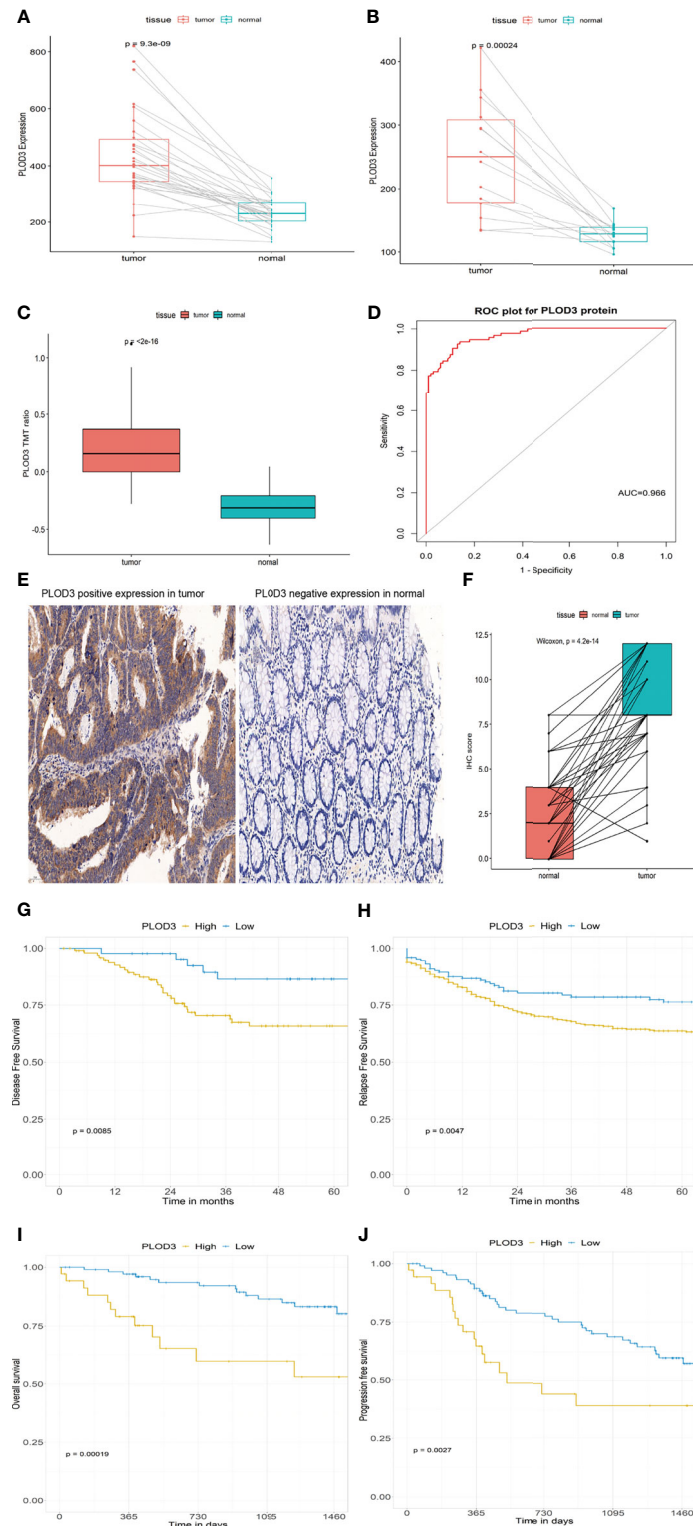 A
tissue tumor normal
p = 9.3e-09
800
600
400
200
PLOD3 Expression
tumor normal
B
tissue tumor normal
p = 0.00024
400
300
200
100
PLOD3 Expression
tumor normal
C
tissue tumor normal
<2e-16
1.0
0.5
0.0
-0.5
PLOD3 TMT ratio
tumor normal
D
ROC plot for PLOD3 protein
1.0
0.8
0.6
0.4
0.2
0.0
Sensitivity
AUC=0.966
0.0 0.2 0.4 0.6 0.8 1.0
1 - Specificity
E
PLOD3 positive expression in tumor
PL0D3 negative expression in normal
F
tissue normal tumor
Wilcoxon, p = 4.2e-14
12.5
10.0
7.5
5.0
2.5
0.0
IHC score
normal tumor
G
PLOD3 High Low
1.00
0.75
0.50
0.25
0.00
Disease Free Survival
p = 0.0085
0 12 24 36 48 60
Time in months
H
PLOD3 High Low
1.00
0.75
0.50
0.25
0.00
Relapse Free Survival
p = 0.0047
0 12 24 36 48 60
Time in months
I
PLOD3 High Low
1.00
0.75
0.50
0.25
0.00
Overall survival
p = 0.00019
0 365 730 1095 1460
Time in days
J
PLOD3 High Low
1.00
0.75
0.50
0.25
0.00
Progression free survival
p = 0.0027
0 365 730 1095 1460
Time in days